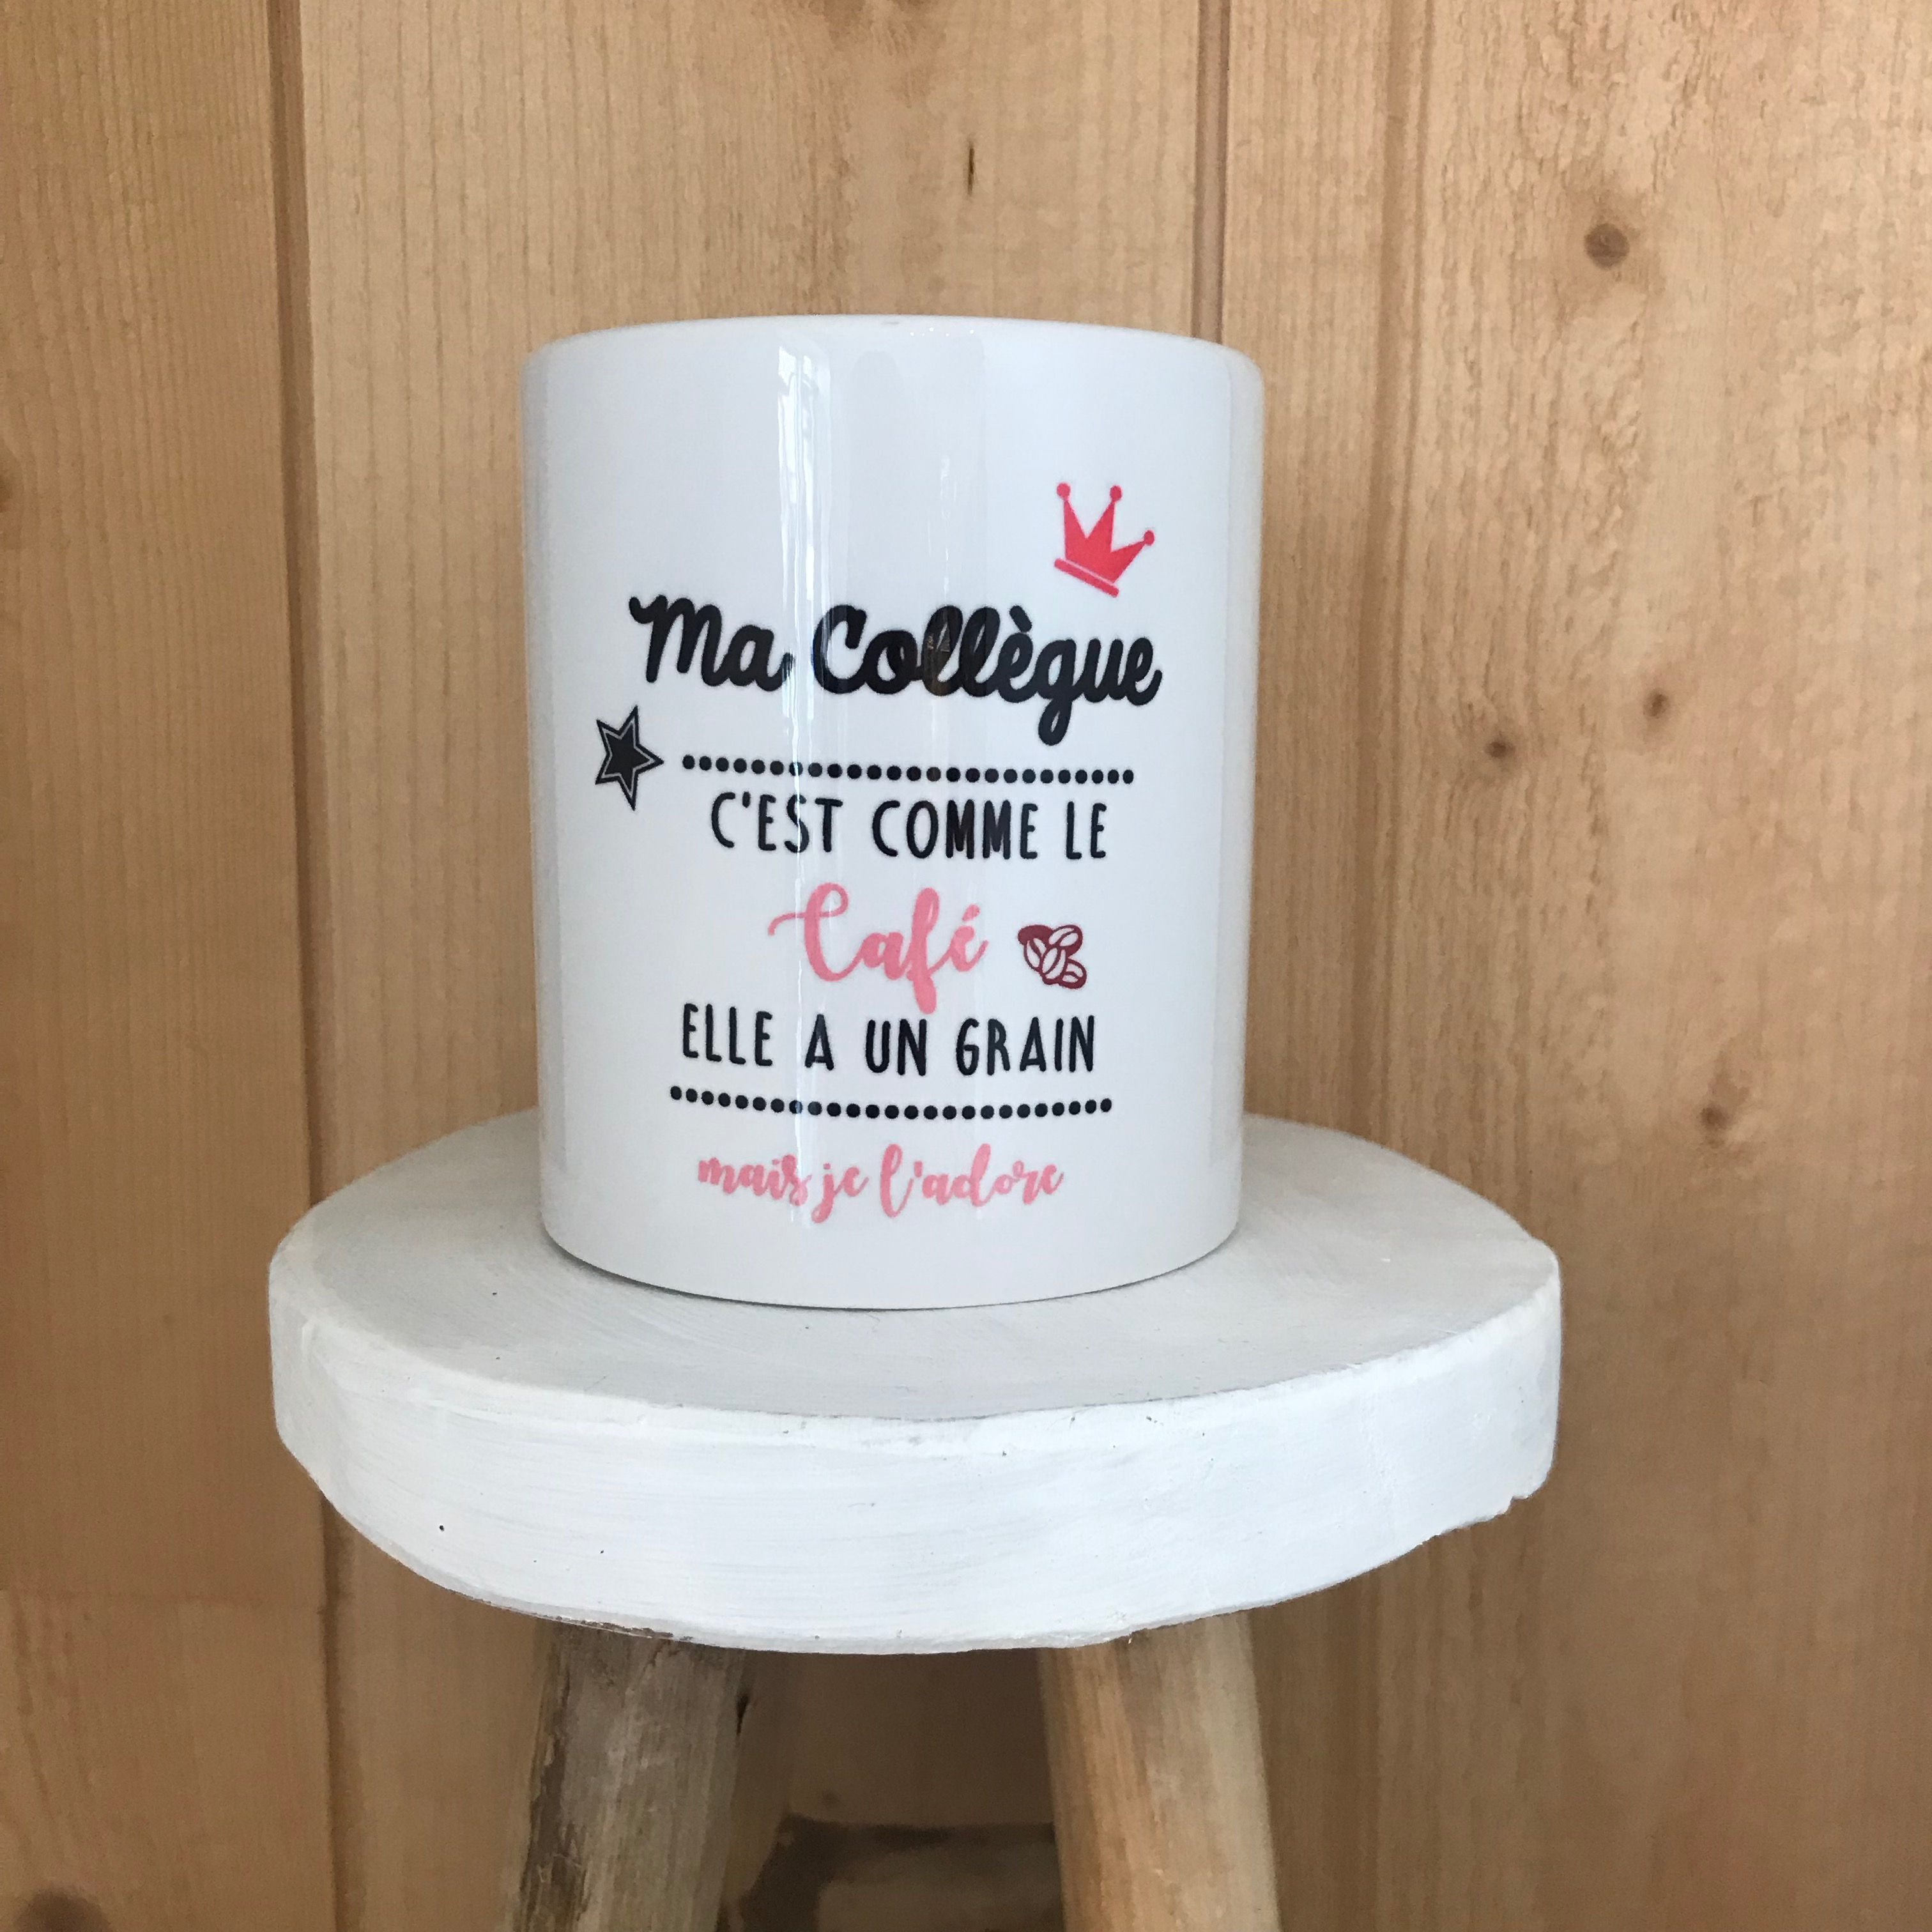 Ma Collègue
C'EST COMME LE
Café
ELLE A UN GRAIN
mais je l'adore